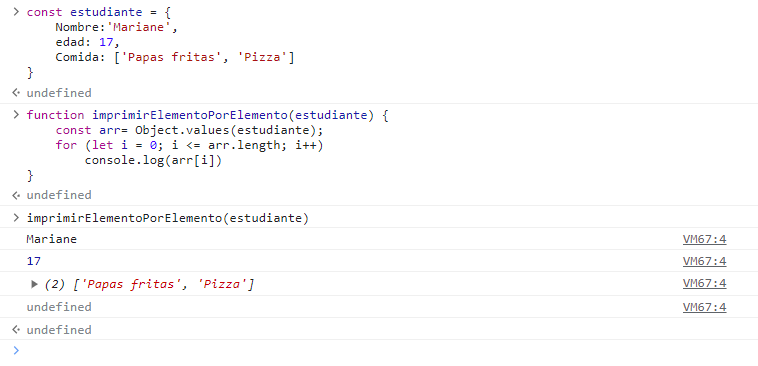 const estudiante = {
    Nombre:'Mariane',
    edad: 17,
    Comida: ['Papas fritas', 'Pizza']
}
undefined
function imprimirElementoPorElemento(estudiante) {
    const arr= Object.values(estudiante);
    for (let i = 0; i <= arr.length; i++)
        console.log(arr[i])
}
undefined
imprimirElementoPorElemento(estudiante)
Mariane VM67:4
17 VM67:4
(2) ['Papas fritas', 'Pizza'] VM67:4
undefined VM67:4
undefined